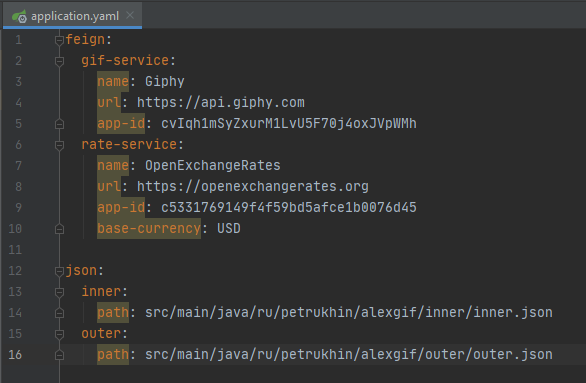 application.yaml
1 feign:
2 gif-service:
3 name: Giphy
4 url: https://api.giphy.com
5 app-id: cvIqh1mSyZxurM1LvU5F70j4oxJVpWMh
6 rate-service:
7 name: OpenExchangeRates
8 url: https://openexchangerates.org
9 app-id: c5331769149f4f59bd5afce1b0076d45
10 base-currency: USD
11
12 json:
13 inner:
14 path: src/main/java/ru/petrukhin/alexgif/inner/inner.json
15 outer:
16 path: src/main/java/ru/petrukhin/alexgif/outer/outer.json